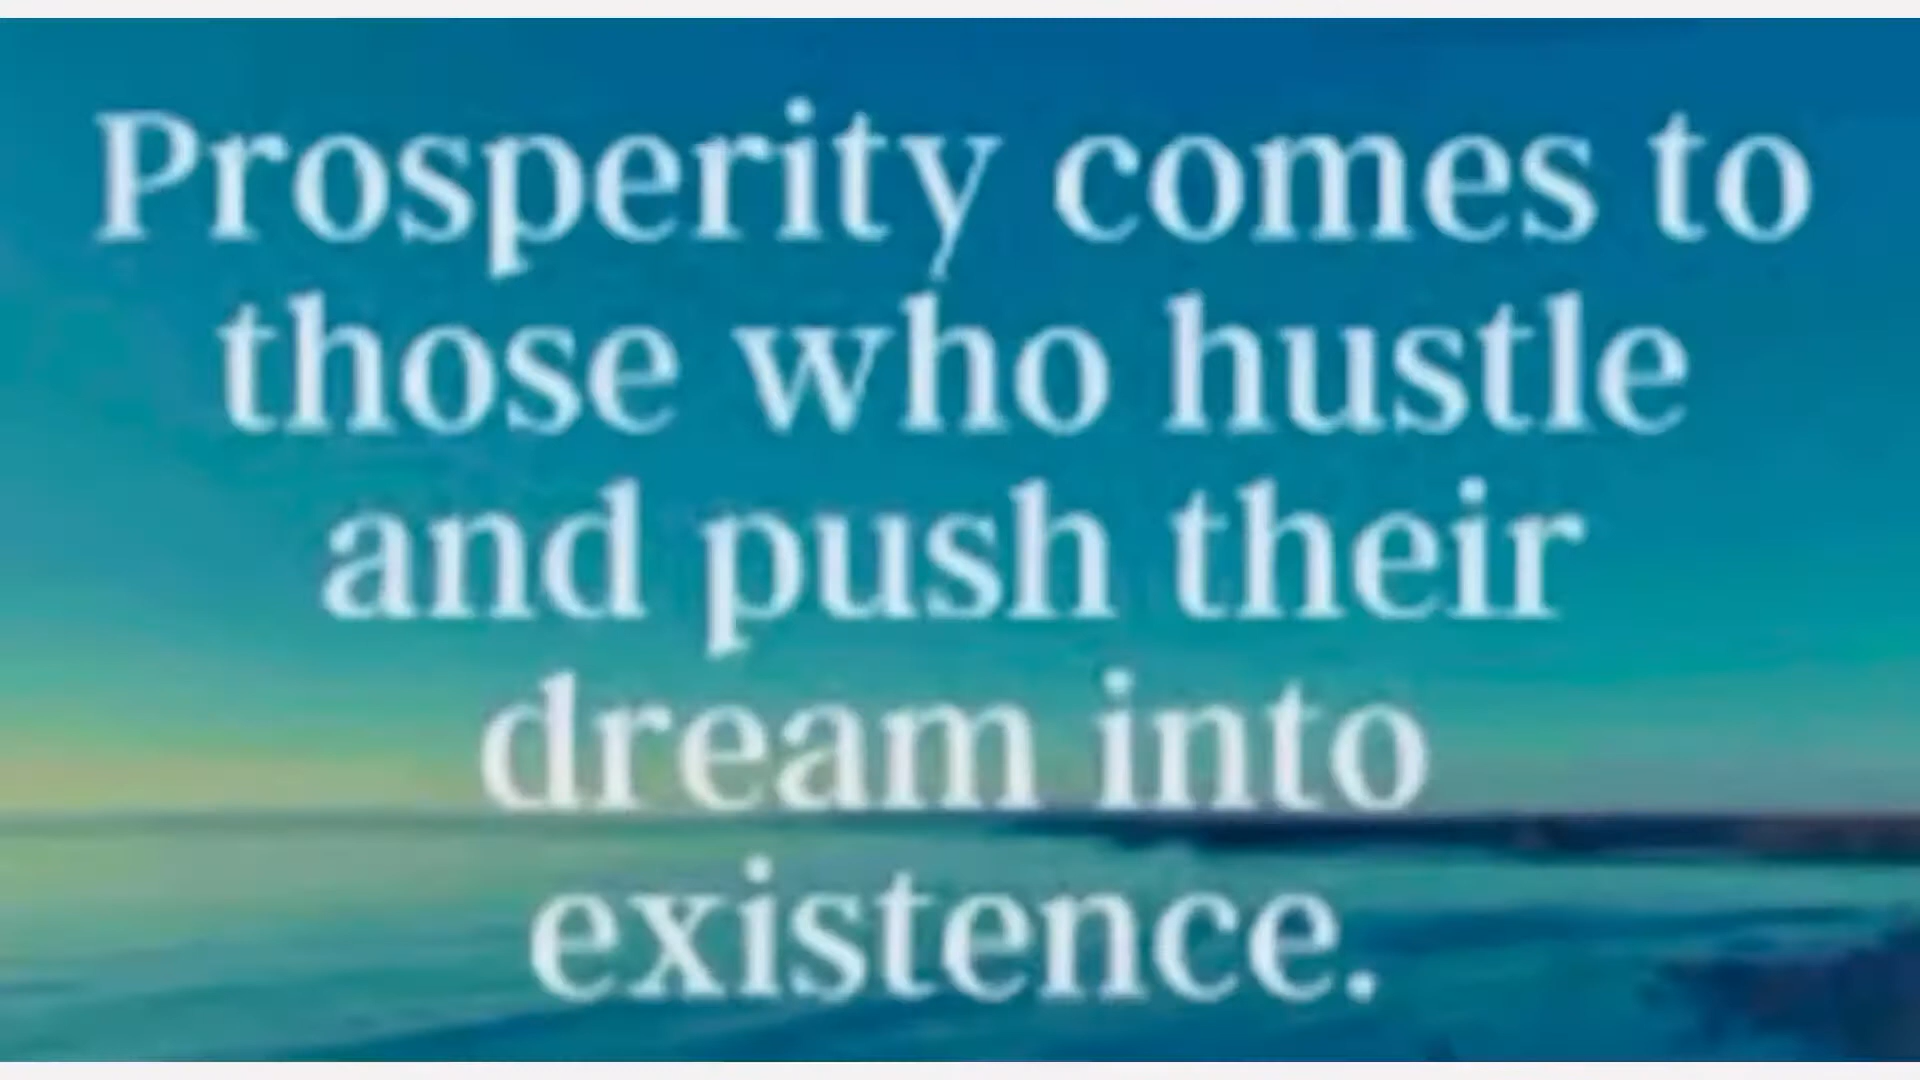 Prosperity comes to
those who hustle
and push their
dream into
existence.